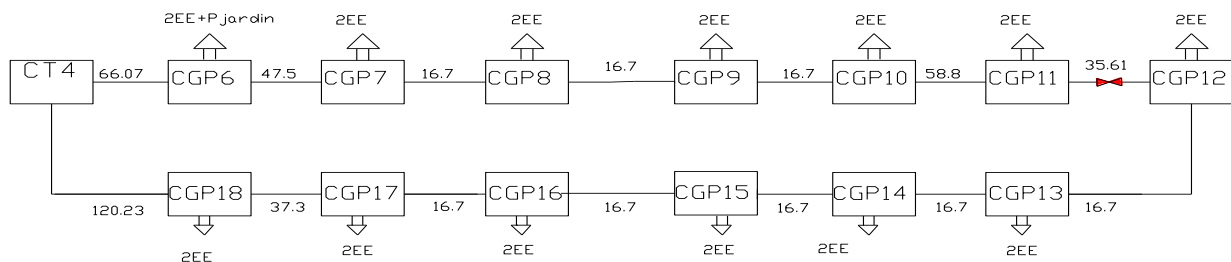 2EE+Pjardin 2EE 2EE 2EE 2EE 2EE 2EE
CT4 66.07 CGP6 47.5 CGP7 16.7 CGP8 16.7 CGP9 16.7 CGP10 58.8 CGP11 35.61 CGP12
120.23 CGP18 37.3 CGP17 16.7 CGP16 16.7 CGP15 16.7 CGP14 16.7 CGP13 16.7
2EE 2EE 2EE 2EE 2EE 2EE